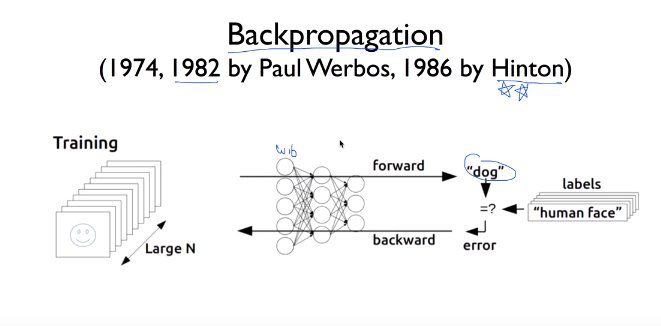 Backpropagation
(1974, 1982 by Paul Werbos, 1986 by Hinton)
Training
w,b
forward
"dog"
labels
=?
"human face"
Large N
backward
error